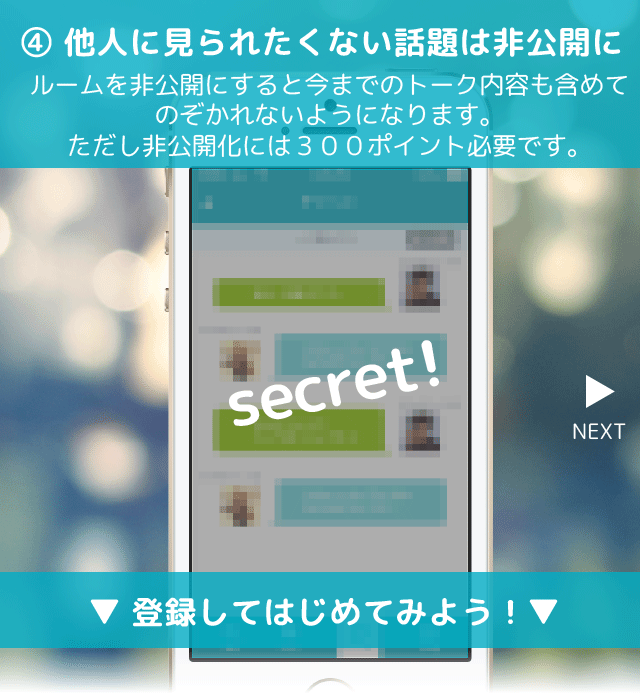 ④ 他人に見られたくない話題は非公開に
ルームを非公開にすると今までのトーク内容も含めて
のぞかれないようになります。
ただし非公開化には３００ポイント必要です。
secret!
▶
NEXT
▼ 登録してはじめてみよう！▼